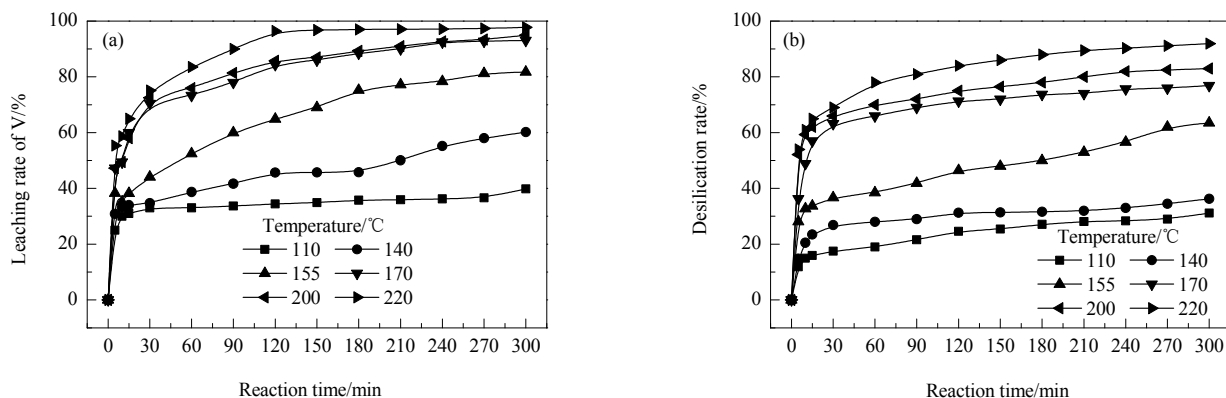 (a)
Leaching rate of V/%
100
80
60
40
20
0
Temperature/℃
110 140
155 170
200 220
0 30 60 90 120 150 180 210 240 270 300
Reaction time/min
(b)
Desilication rate/%
100
80
60
40
20
0
Temperature/℃
110 140
155 170
200 220
0 30 60 90 120 150 180 210 240 270 300
Reaction time/min